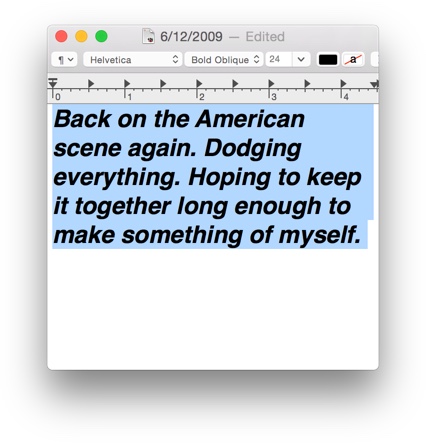 6/12/2009 — Edited
¶ Helvetica Bold Oblique 24 a
0 1 2 3 4
Back on the American
scene again. Dodging
everything. Hoping to keep
it together long enough to
make something of myself.